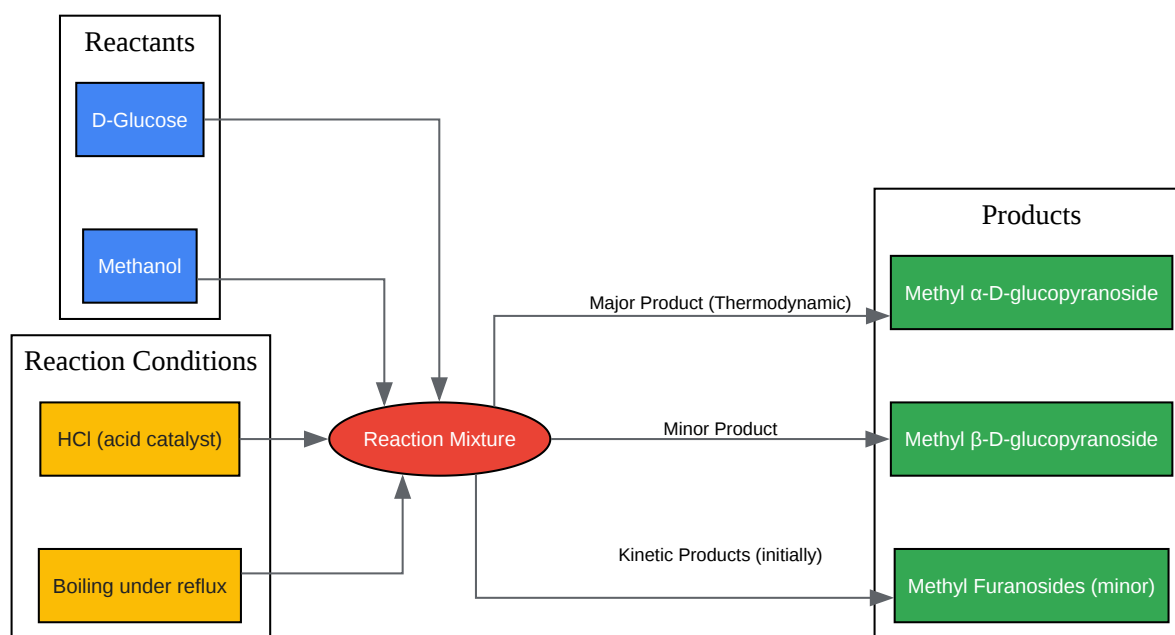 Reactants
D-Glucose
Methanol
Reaction Conditions
HCl (acid catalyst)
Boiling under reflux
Reaction Mixture
Major Product (Thermodynamic)
Minor Product
Kinetic Products (initially)
Products
Methyl α-D-glucopyranoside
Methyl β-D-glucopyranoside
Methyl Furanosides (minor)